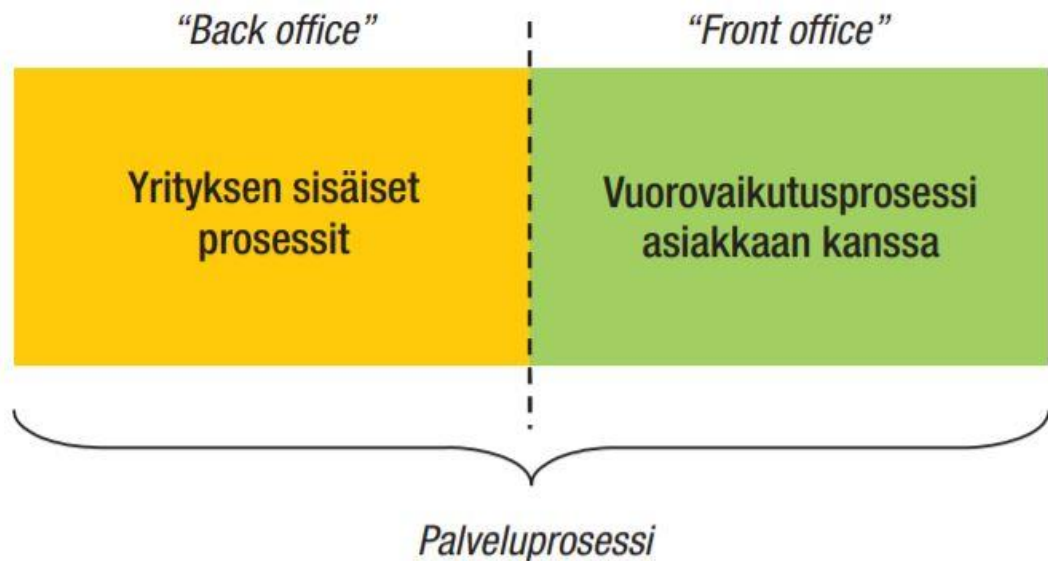 “Back office”
“Front office”
Yrityksen sisäiset
prosessit
Vuorovaikutusprosessi
asiakkaan kanssa
Palveluprosessi